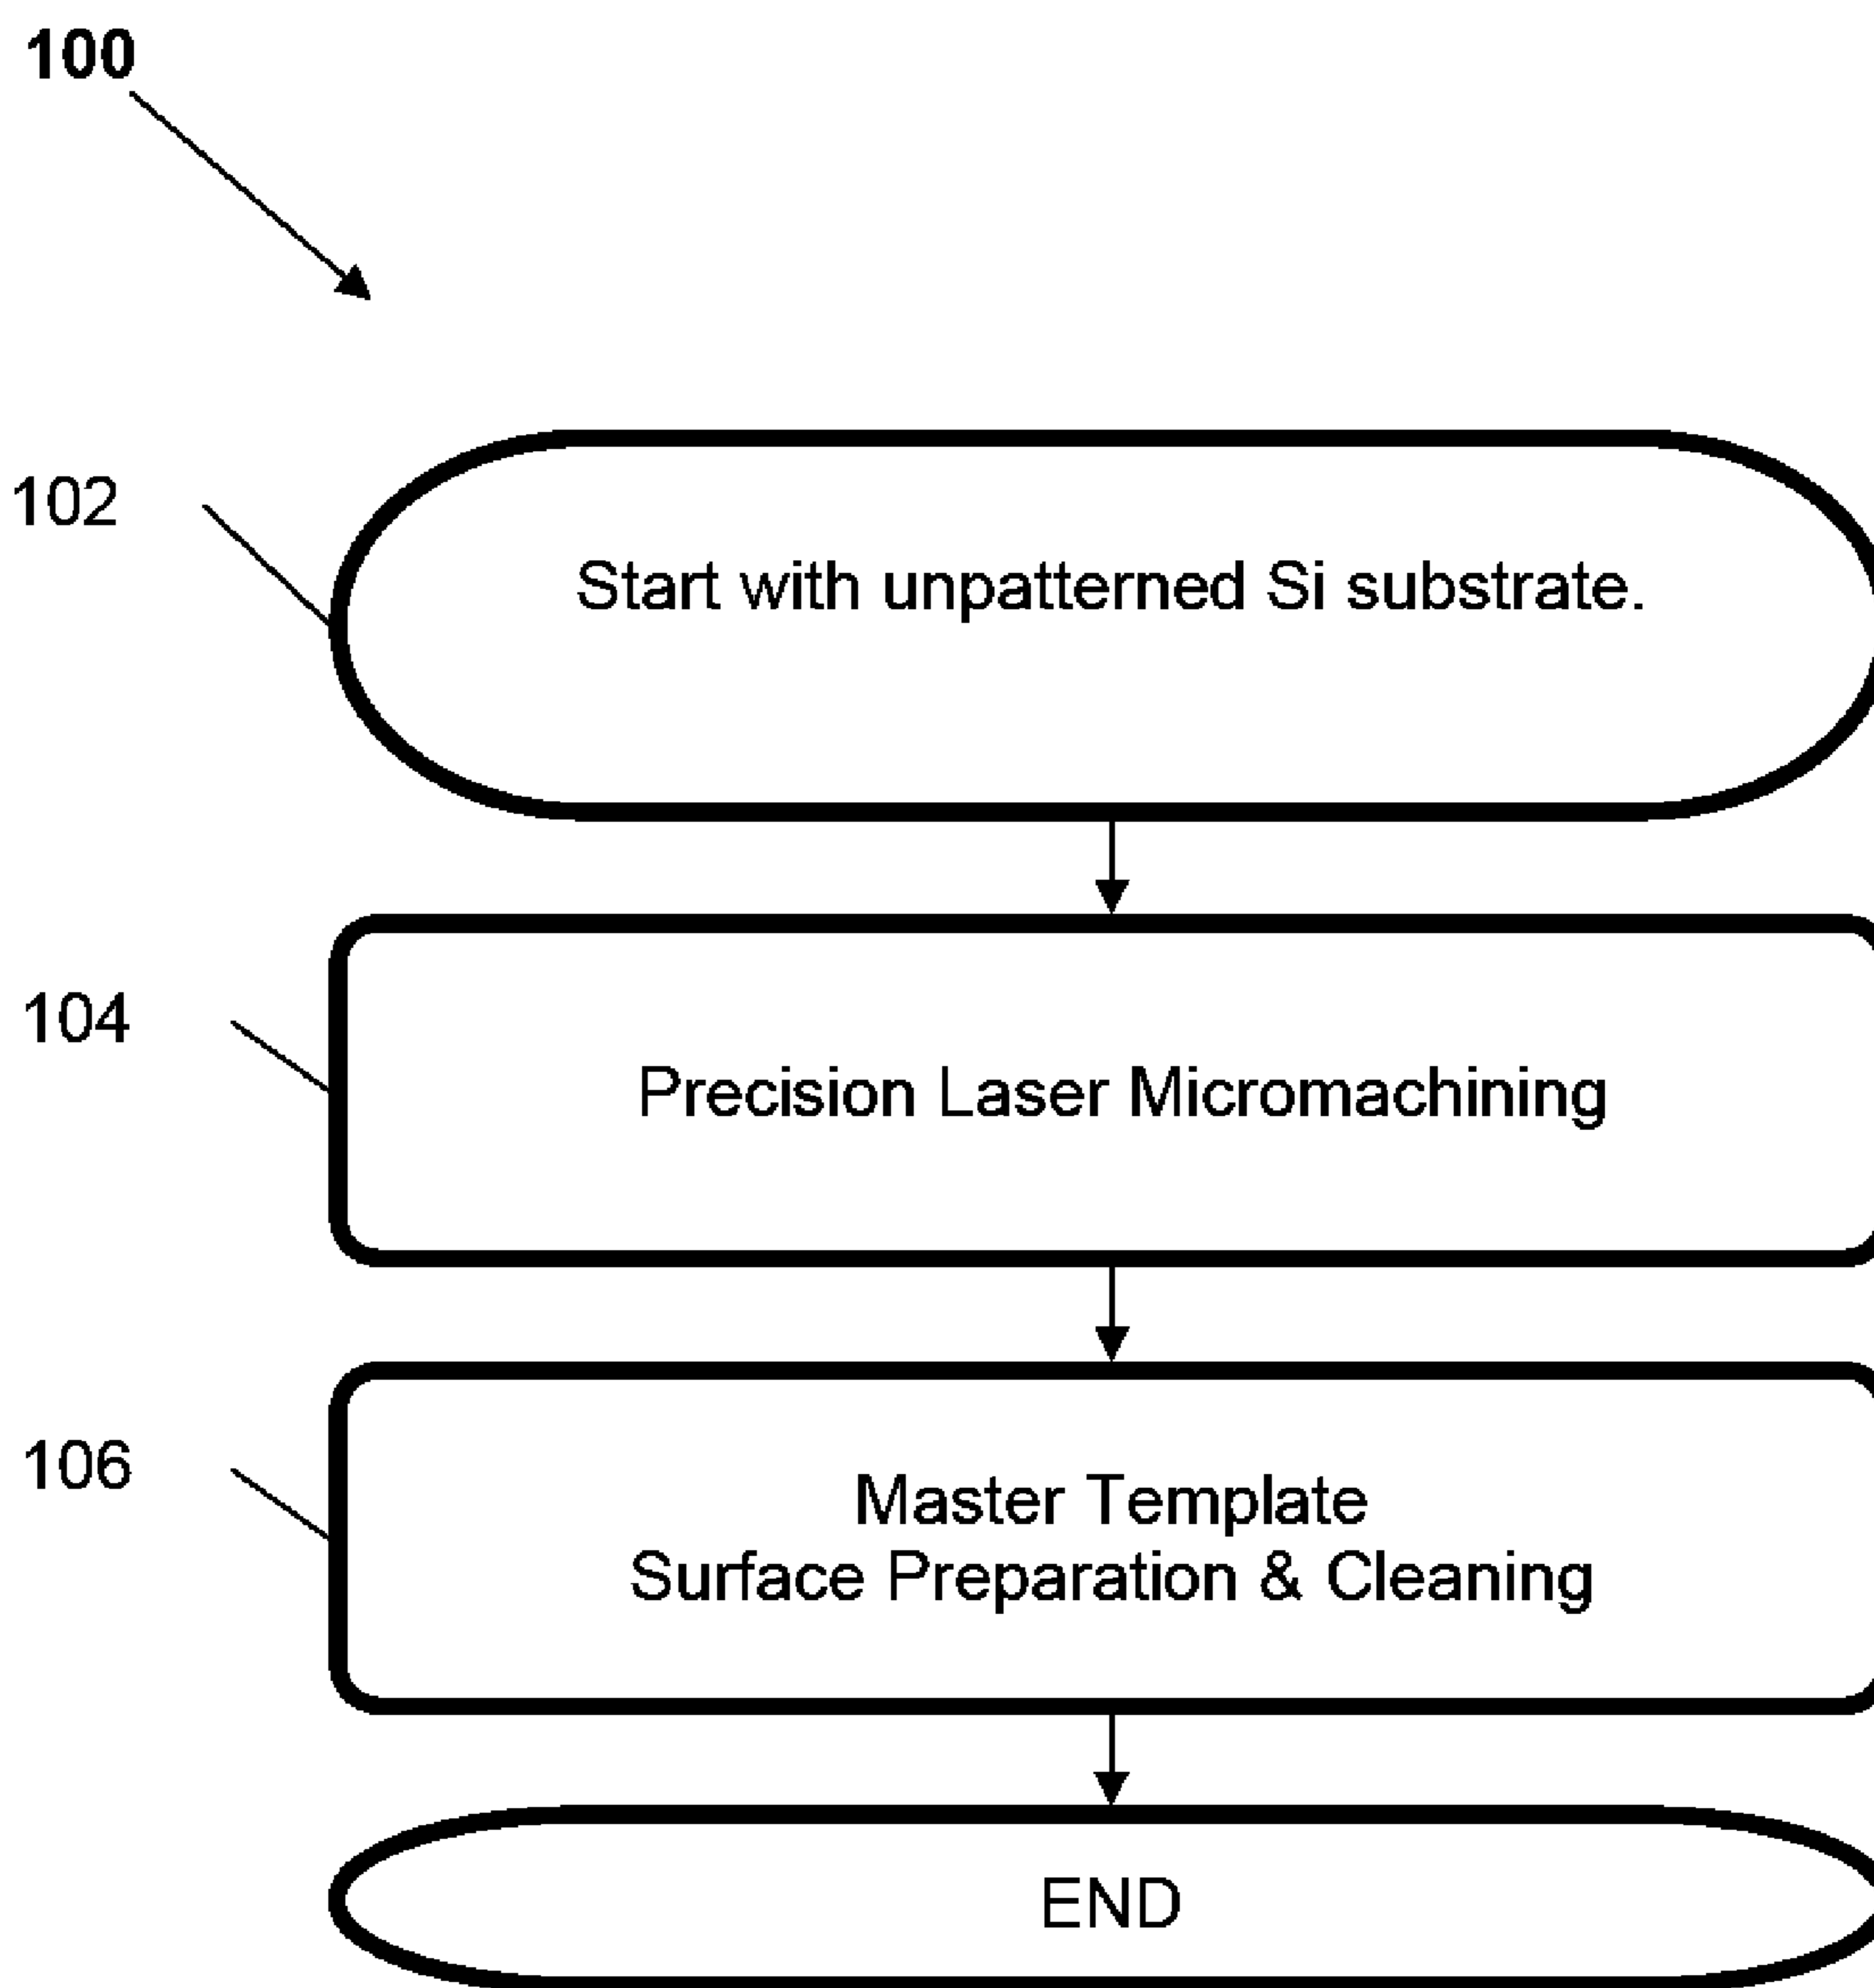 100
102
Start with unpatterned Si substrate.
104
Precision Laser Micromachining
106
Master Template
Surface Preparation & Cleaning
END